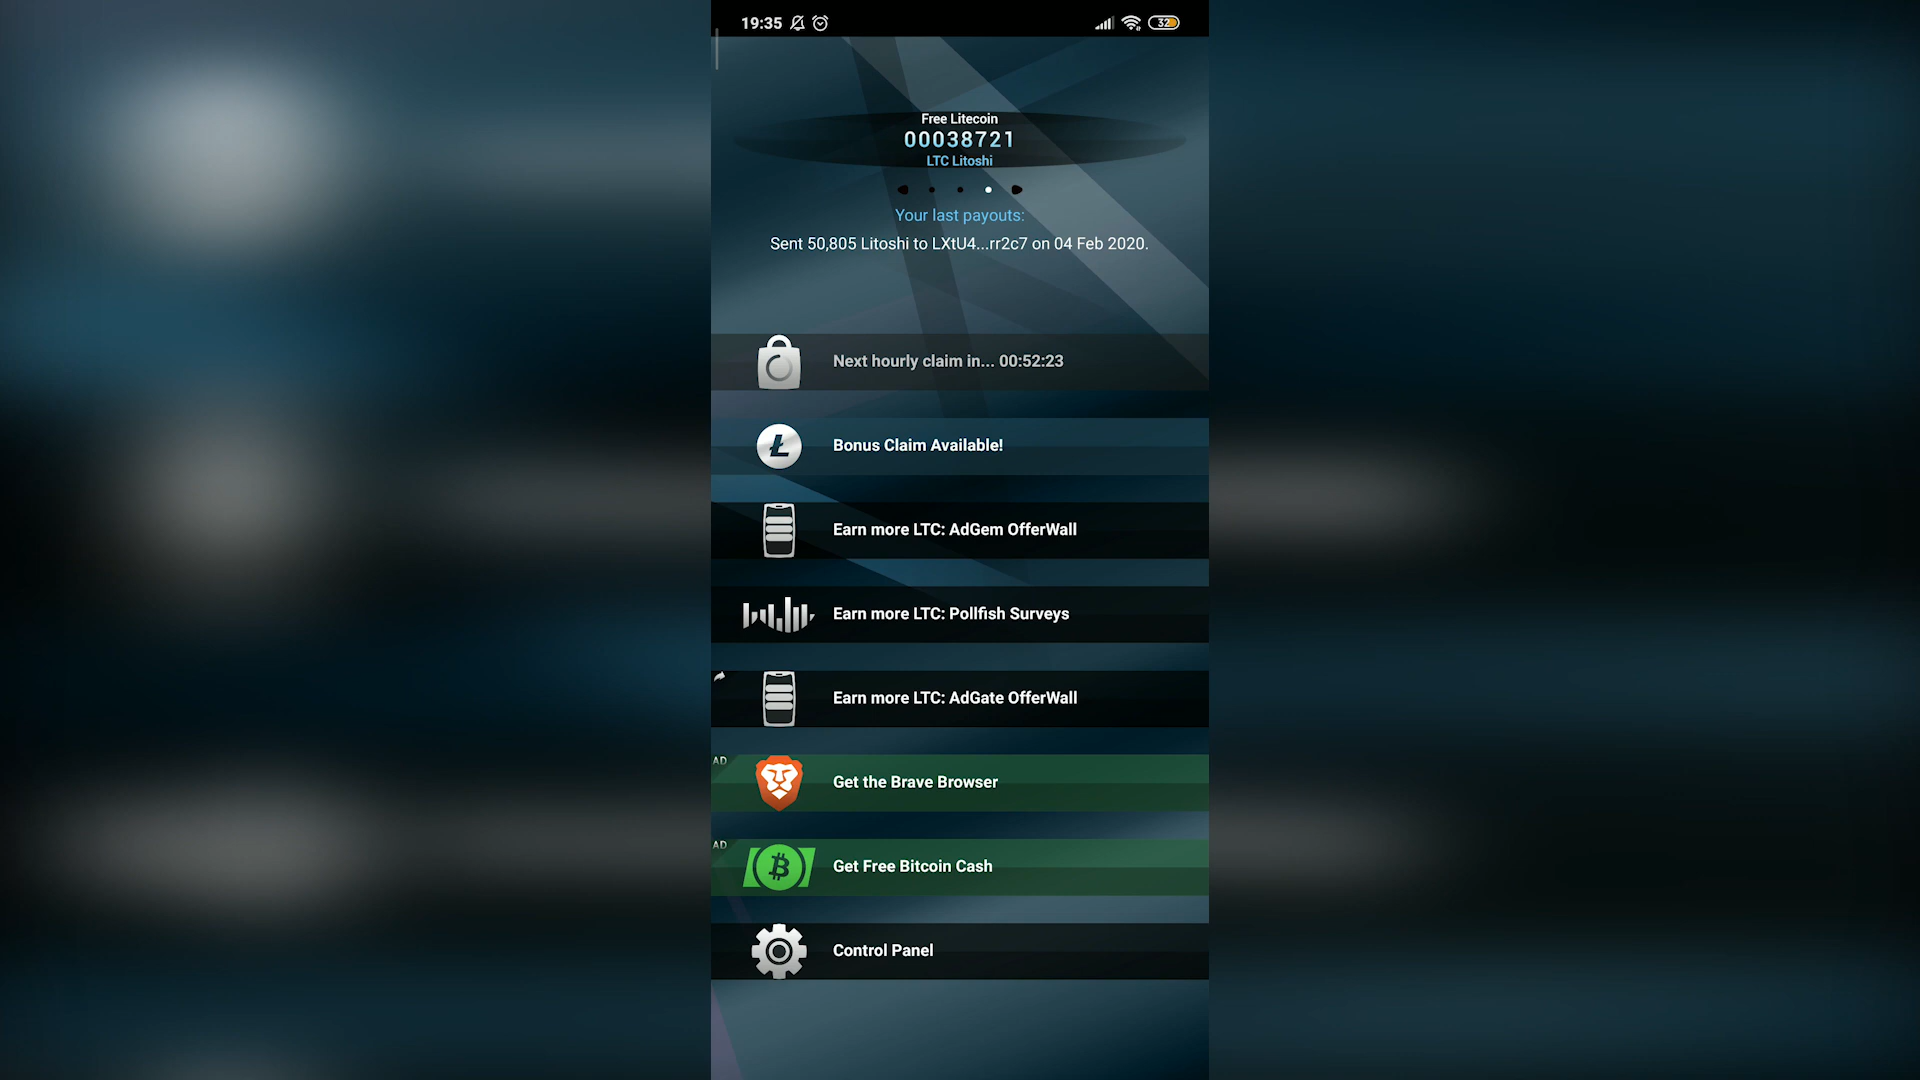 19:35
32
Free Litecoin
00038721
LTC Litoshi
Your last payouts:
Sent 50,805 Litoshi to LXtU4...rr2c7 on 04 Feb 2020.
Next hourly claim in... 00:52:23
Bonus Claim Available!
Earn more LTC: AdGem OfferWall
Earn more LTC: Pollfish Surveys
Earn more LTC: AdGate OfferWall
AD
Get the Brave Browser
AD
Get Free Bitcoin Cash
Control Panel